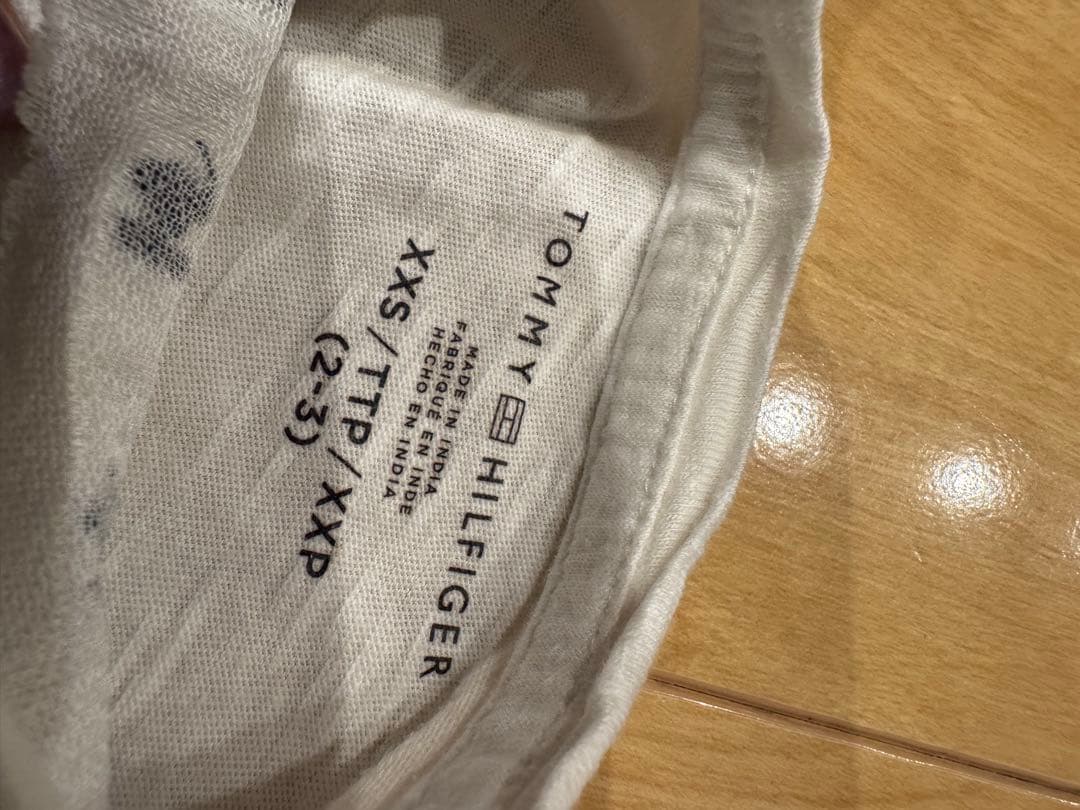 TOMMY HILFIGER
MADE IN INDIA
FABRIQUÉ EN INDE
HECHO EN INDIA
XXS/TTP/XXP
(2-3)